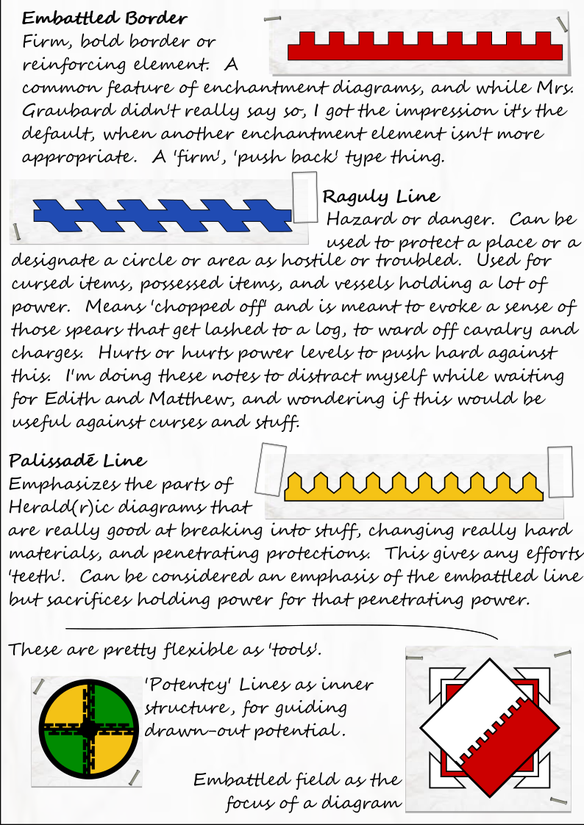 Embattled Border
Firm, bold border or
reinforcing element.  A
common feature of enchantment diagrams, and while Mrs.
Graubard didn't really say so, I got the impression it's the
default, when another enchantment element isn't more
appropriate.  A 'firm', 'push back' type thing.
Raguly Line
Hazard or danger.  Can be
used to protect a place or a
designate a circle or area as hostile or troubled.  Used for
cursed items, possessed items, and vessels holding a lot of
power.  Means 'chopped off' and is meant to evoke a sense of
those spears that get lashed to a log, to ward off cavalry and
charges.  Hurts or hurts power levels to push hard against
this.  I'm doing these notes to distract myself while waiting
for Edith and Matthew, and wondering if this would be
useful against curses and stuff.
Palissadē Line
Emphasizes the parts of
Herald(r)ic diagrams that
are really good at breaking into stuff, changing really hard
materials, and penetrating protections.  This gives any efforts
'teeth'.  Can be considered an emphasis of the embattled line
but sacrifices holding power for that penetrating power.
These are pretty flexible as 'tools'.
'Potentcy' Lines as inner
structure, for guiding
drawn-out potential.
Embattled field as the
focus of a diagram